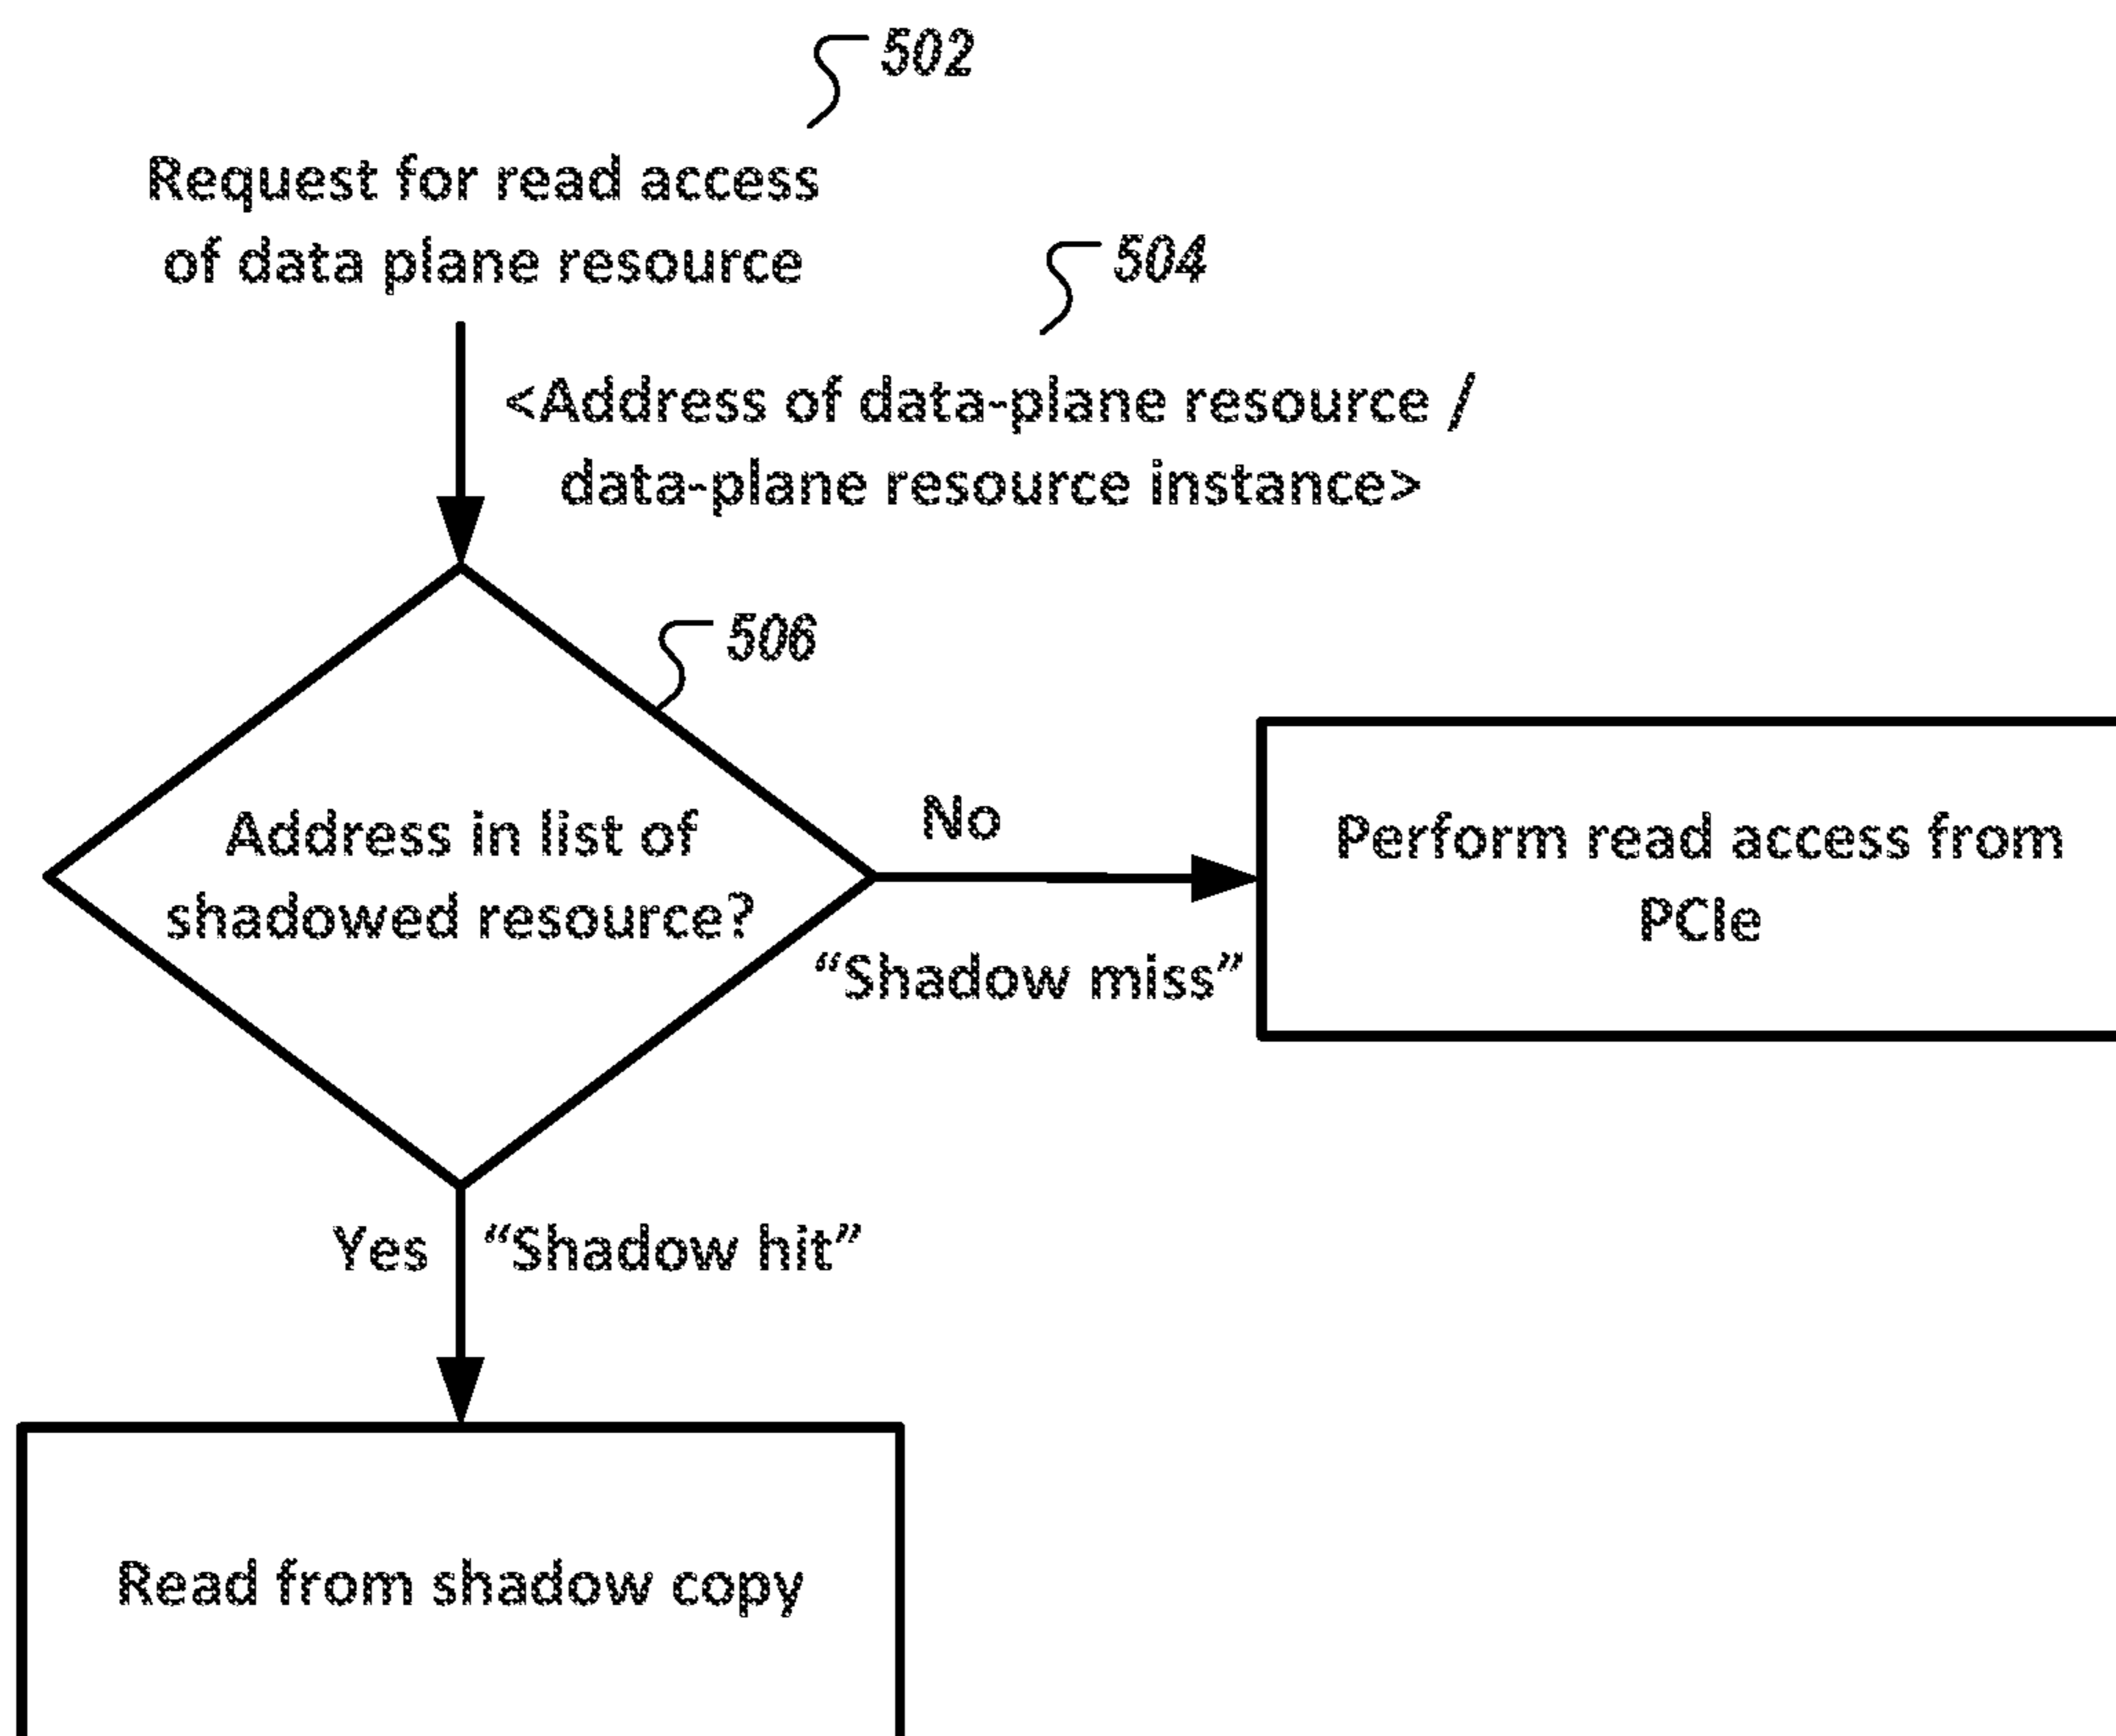 502
Request for read access
of data plane resource
504
<Address of data-plane resource /
data-plane resource instance>
506
Address in list of
shadowed resource?
No
“Shadow miss”
Perform read access from
PCIe
Yes “Shadow hit”
Read from shadow copy